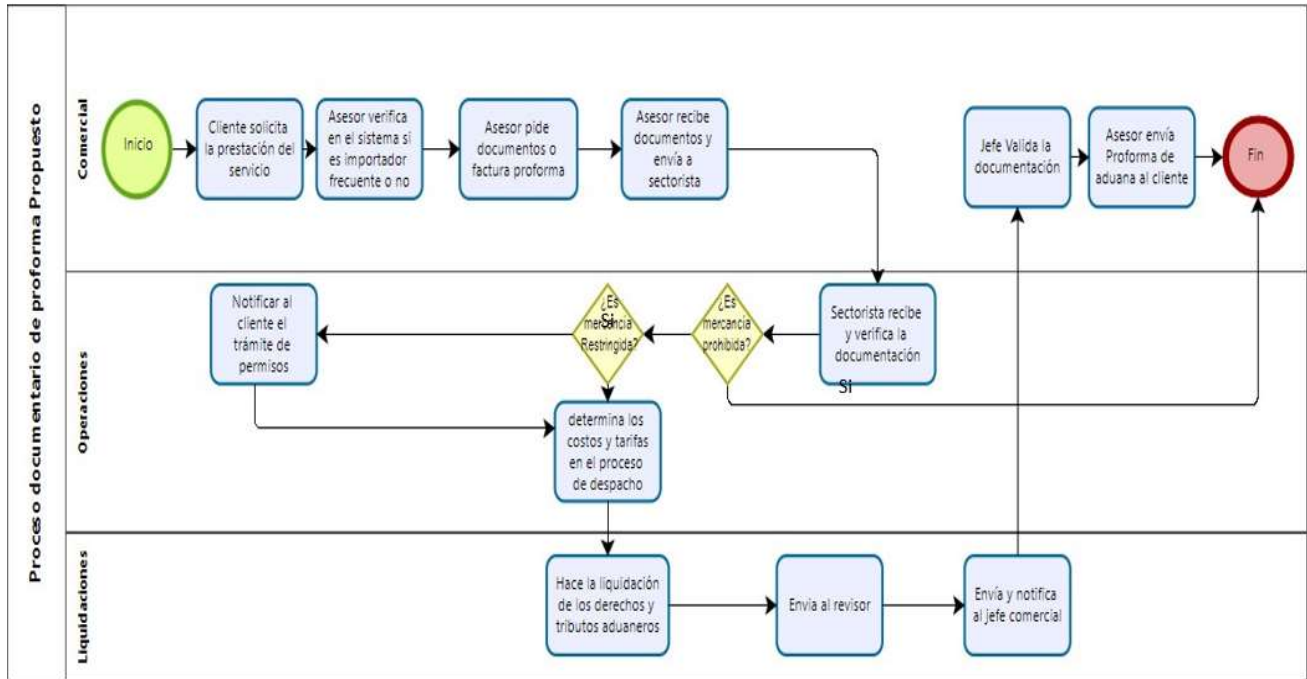 Proceso documentario de proforma Propuesto
Comercial
Inicio
Cliente solicita
la prestación del
servicio
Asesor verifica
en el sistema si
es importador
frecuente o no
Asesor pide
documentos o
factura proforma
Asesor recibe
documentos y
envía a
sectorista
Jefe Valida la
documentación
Asesor envía
Proforma de
aduana al cliente
Fin
Operaciones
Notificar al
cliente el
trámite de
permisos
¿Es
mercancía
Restringida?
Si
¿Es
mercancía
prohibida?
Sectorista recibe
y verifica la
documentación
Si
determina los
costos y tarifas
en el proceso
de despacho
Liquidaciones
Hace la liquidación
de los derechos y
tributos aduaneros
Envia al revisor
Envía y notifica
al jefe comercial